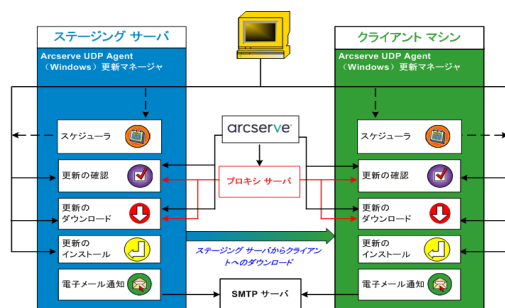 ステージング サーバ
Arcserve UDP Agent
（Windows）更新マネージャ
スケジューラ
更新の確認
更新の
ダウンロード
更新の
インストール
電子メール通知
arcserve
プロキシ サーバ
ステージング サーバからクライア
ントへのダウンロード
SMTP サーバ
クライアント マシン
Arcserve UDP Agent
（Windows）更新マネージャ
スケジューラ
更新の確認
更新の
ダウンロード
更新の
インストール
電子メール通知